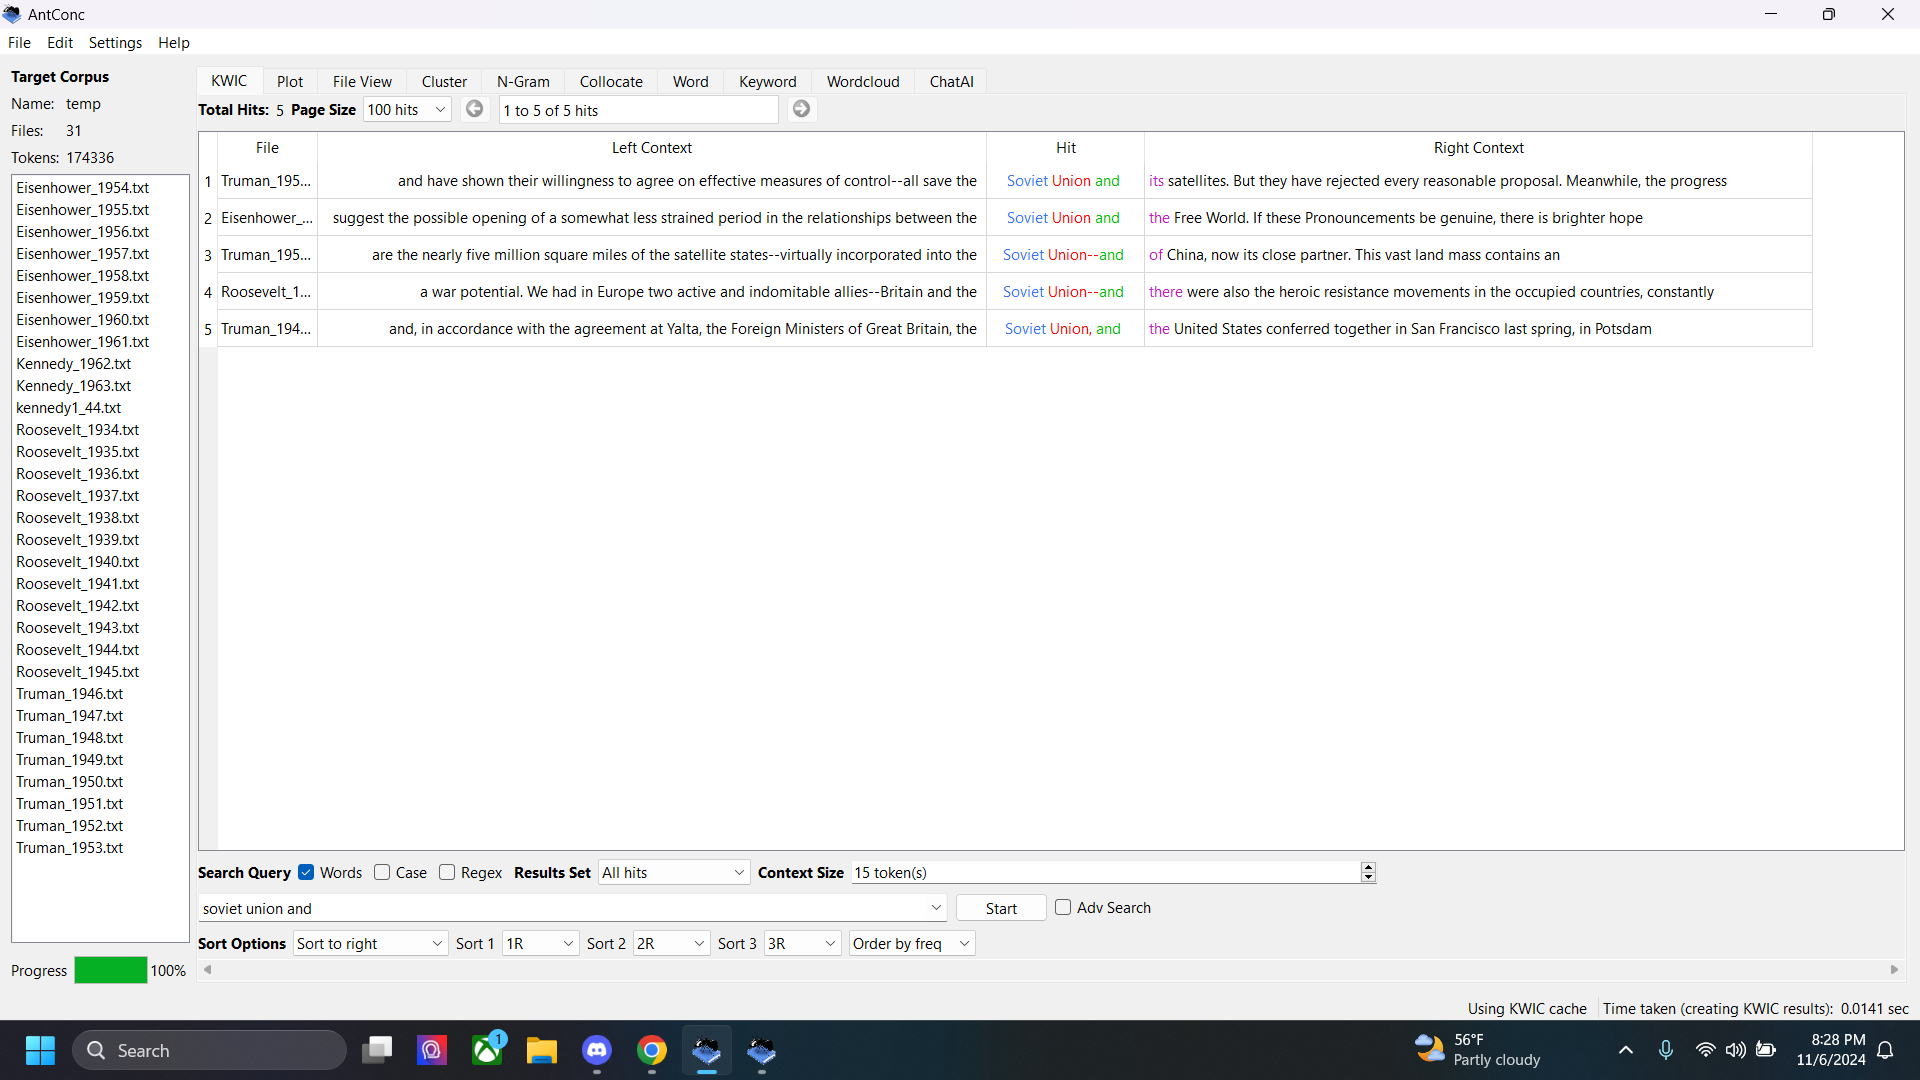 AntConc
File Edit Settings Help
Target Corpus
Name: temp
Files: 31
Tokens: 174336
Eisenhower_1954.txt
Eisenhower_1955.txt
Eisenhower_1956.txt
Eisenhower_1957.txt
Eisenhower_1958.txt
Eisenhower_1959.txt
Eisenhower_1960.txt
Eisenhower_1961.txt
Kennedy_1962.txt
Kennedy_1963.txt
kennedy1_44.txt
Roosevelt_1934.txt
Roosevelt_1935.txt
Roosevelt_1936.txt
Roosevelt_1937.txt
Roosevelt_1938.txt
Roosevelt_1939.txt
Roosevelt_1940.txt
Roosevelt_1941.txt
Roosevelt_1942.txt
Roosevelt_1943.txt
Roosevelt_1944.txt
Roosevelt_1945.txt
Truman_1946.txt
Truman_1947.txt
Truman_1948.txt
Truman_1949.txt
Truman_1950.txt
Truman_1951.txt
Truman_1952.txt
Truman_1953.txt
Progress 100%
KWIC Plot File View Cluster N-Gram Collocate Word Keyword Wordcloud ChatAI
Total Hits: 5 Page Size 100 hits 1 to 5 of 5 hits
File Left Context Hit Right Context
1 Truman_195... and have shown their willingness to agree on effective measures of control--all save the Soviet Union and its satellites. But they have rejected every reasonable proposal. Meanwhile, the progress
2 Eisenhower_... suggest the possible opening of a somewhat less strained period in the relationships between the Soviet Union and the Free World. If these Pronouncements be genuine, there is brighter hope
3 Truman_195... are the nearly five million square miles of the satellite states--virtually incorporated into the Soviet Union--and of China, now its close partner. This vast land mass contains an
4 Roosevelt_1... a war potential. We had in Europe two active and indomitable allies--Britain and the Soviet Union--and there were also the heroic resistance movements in the occupied countries, constantly
5 Truman_194... and, in accordance with the agreement at Yalta, the Foreign Ministers of Great Britain, the Soviet Union, and the United States conferred together in San Francisco last spring, in Potsdam
Search Query Words Case Regex Results Set All hits Context Size 15 token(s)
soviet union and Start Adv Search
Sort Options Sort to right Sort 1 1R Sort 2 2R Sort 3 3R Order by freq
Using KWIC cache Time taken (creating KWIC results): 0.0141 sec
Search
1
56°F
Partly cloudy
8:28 PM
11/6/2024